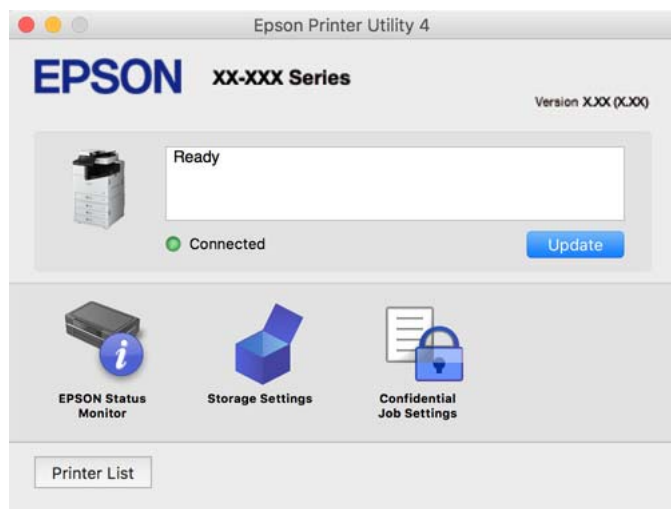 Epson Printer Utility 4
EPSON
XX-XXX Series
Version X.XX (X.XX)
Ready
Connected
Update
EPSON Status
Monitor
Storage Settings
Confidential
Job Settings
Printer List